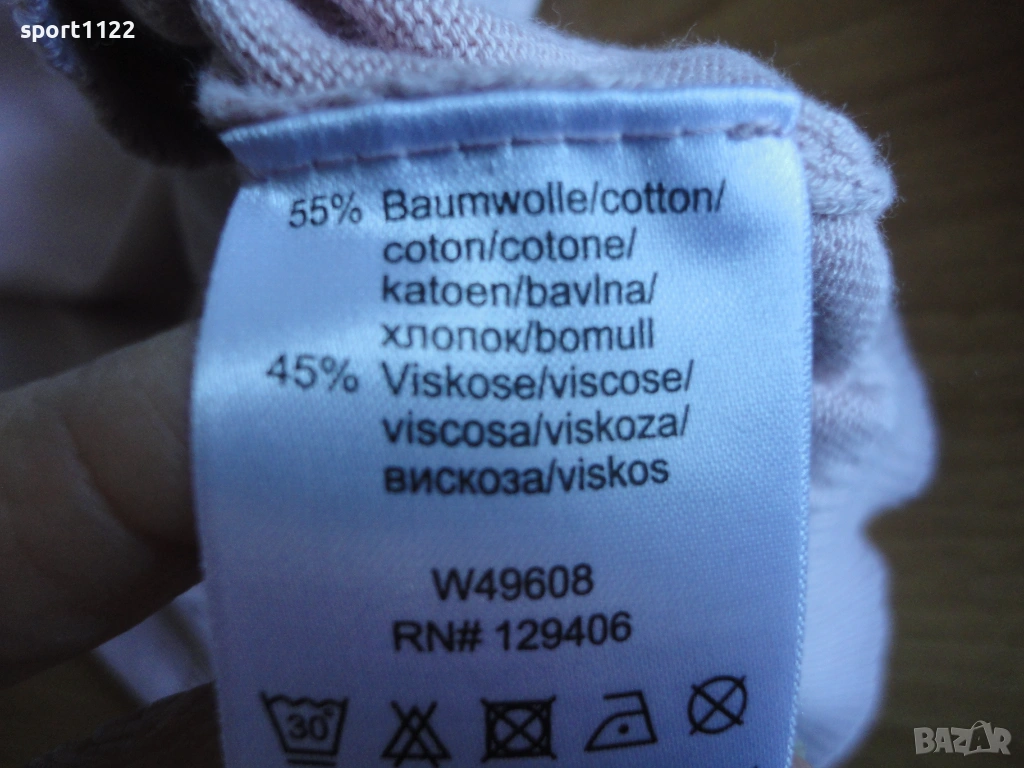 sport1122
55% Baumwolle/cotton/
coton/cotone/
katoen/bavlna/
хлопок/bomull
45% Viskose/viscose/
viscosa/viskoza/
вискоза/viskos
W49608
RN# 129406
30°
BAZAR